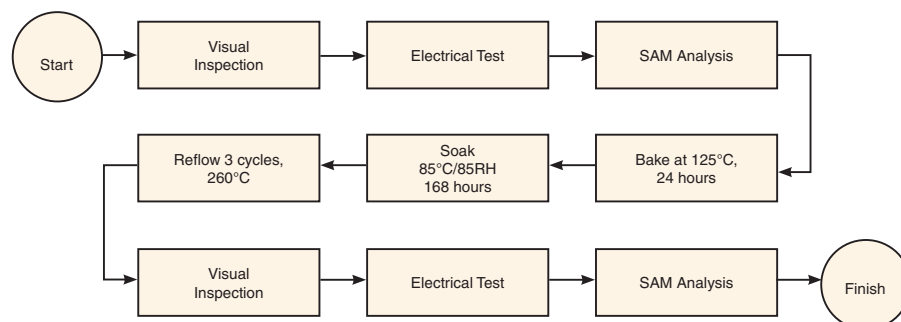 Start
Visual
Inspection
Electrical Test
SAM Analysis
Bake at 125°C,
24 hours
Soak
85°C/85RH
168 hours
Reflow 3 cycles,
260°C
Visual
Inspection
Electrical Test
SAM Analysis
Finish